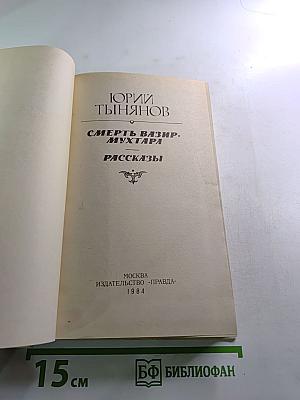 ЮРИЙ
ТЫНЯНОВ
СМЕРТЬ ВАЗИР-
МУХТАРА
РАССКАЗЫ
МОСКВА
ИЗДАТЕЛЬСТВО «ПРАВДА»
1984
15 см
БФ БИБЛИОФАН